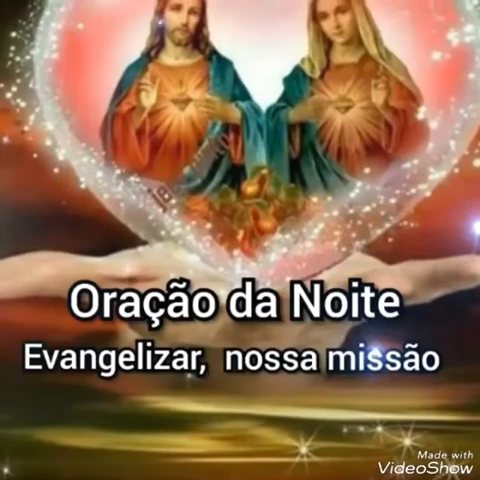 Oração da Noite
Evangelizar, nossa missão
Made with
VideoShow